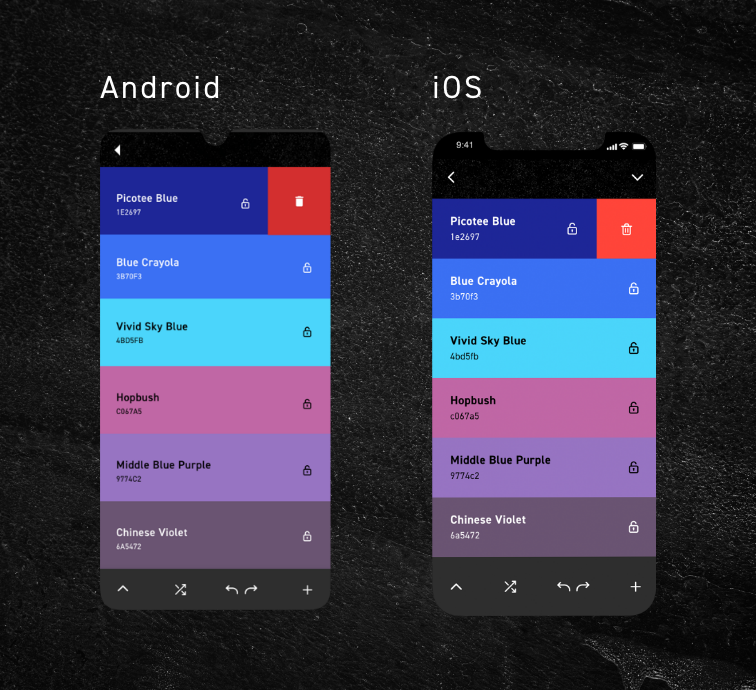 Android
Picotee Blue
1E2697
Blue Crayola
3B70F3
Vivid Sky Blue
4BD5FB
Hopbush
C067A5
Middle Blue Purple
9774C2
Chinese Violet
6A5472
iOS
9:41
Picotee Blue
1e2697
Blue Crayola
3b70f3
Vivid Sky Blue
4bd5fb
Hopbush
c067a5
Middle Blue Purple
9774c2
Chinese Violet
6a5472